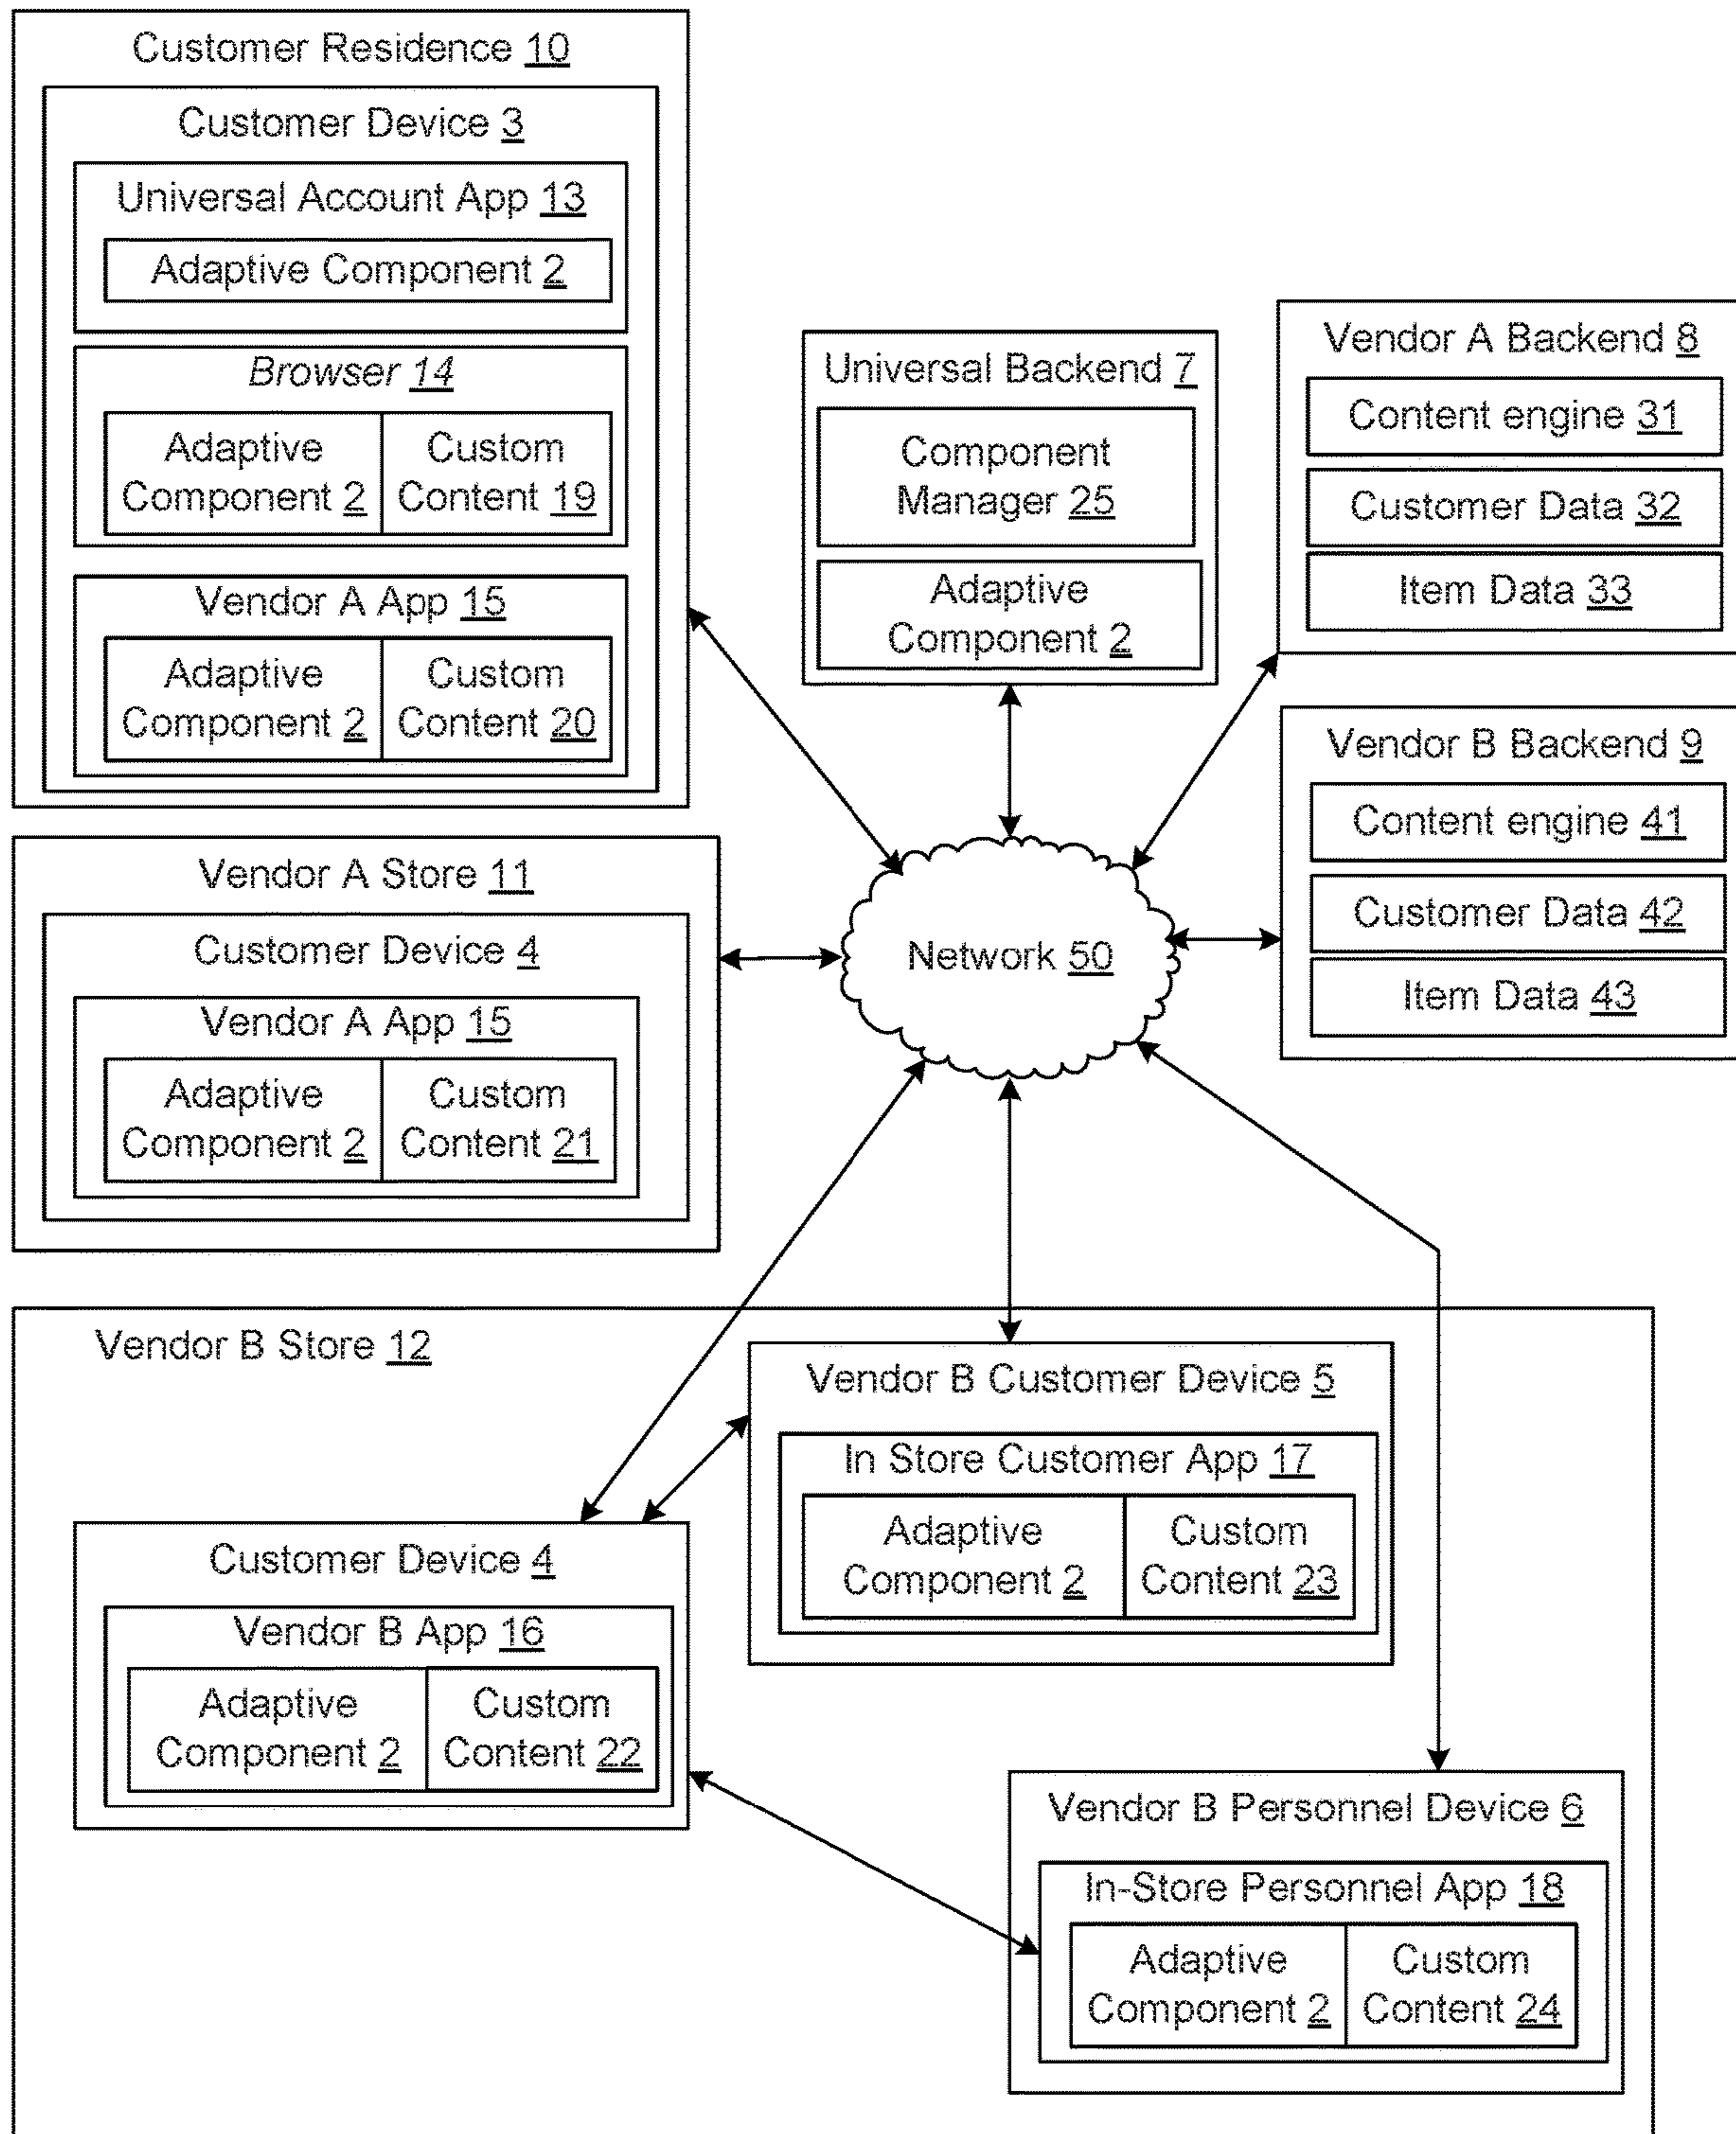 Customer Residence 10
Customer Device 3
Universal Account App 13
Adaptive Component 2
Browser 14
Adaptive
Component 2
Custom
Content 19
Vendor A App 15
Adaptive
Component 2
Custom
Content 20
Universal Backend 7
Component
Manager 25
Adaptive
Component 2
Vendor A Backend 8
Content engine 31
Customer Data 32
Item Data 33
Vendor B Backend 9
Content engine 41
Customer Data 42
Item Data 43
Vendor A Store 11
Customer Device 4
Vendor A App 15
Adaptive
Component 2
Custom
Content 21
Network 50
Vendor B Store 12
Vendor B Customer Device 5
In Store Customer App 17
Adaptive
Component 2
Custom
Content 23
Customer Device 4
Vendor B App 16
Adaptive
Component 2
Custom
Content 22
Vendor B Personnel Device 6
In-Store Personnel App 18
Adaptive
Component 2
Custom
Content 24